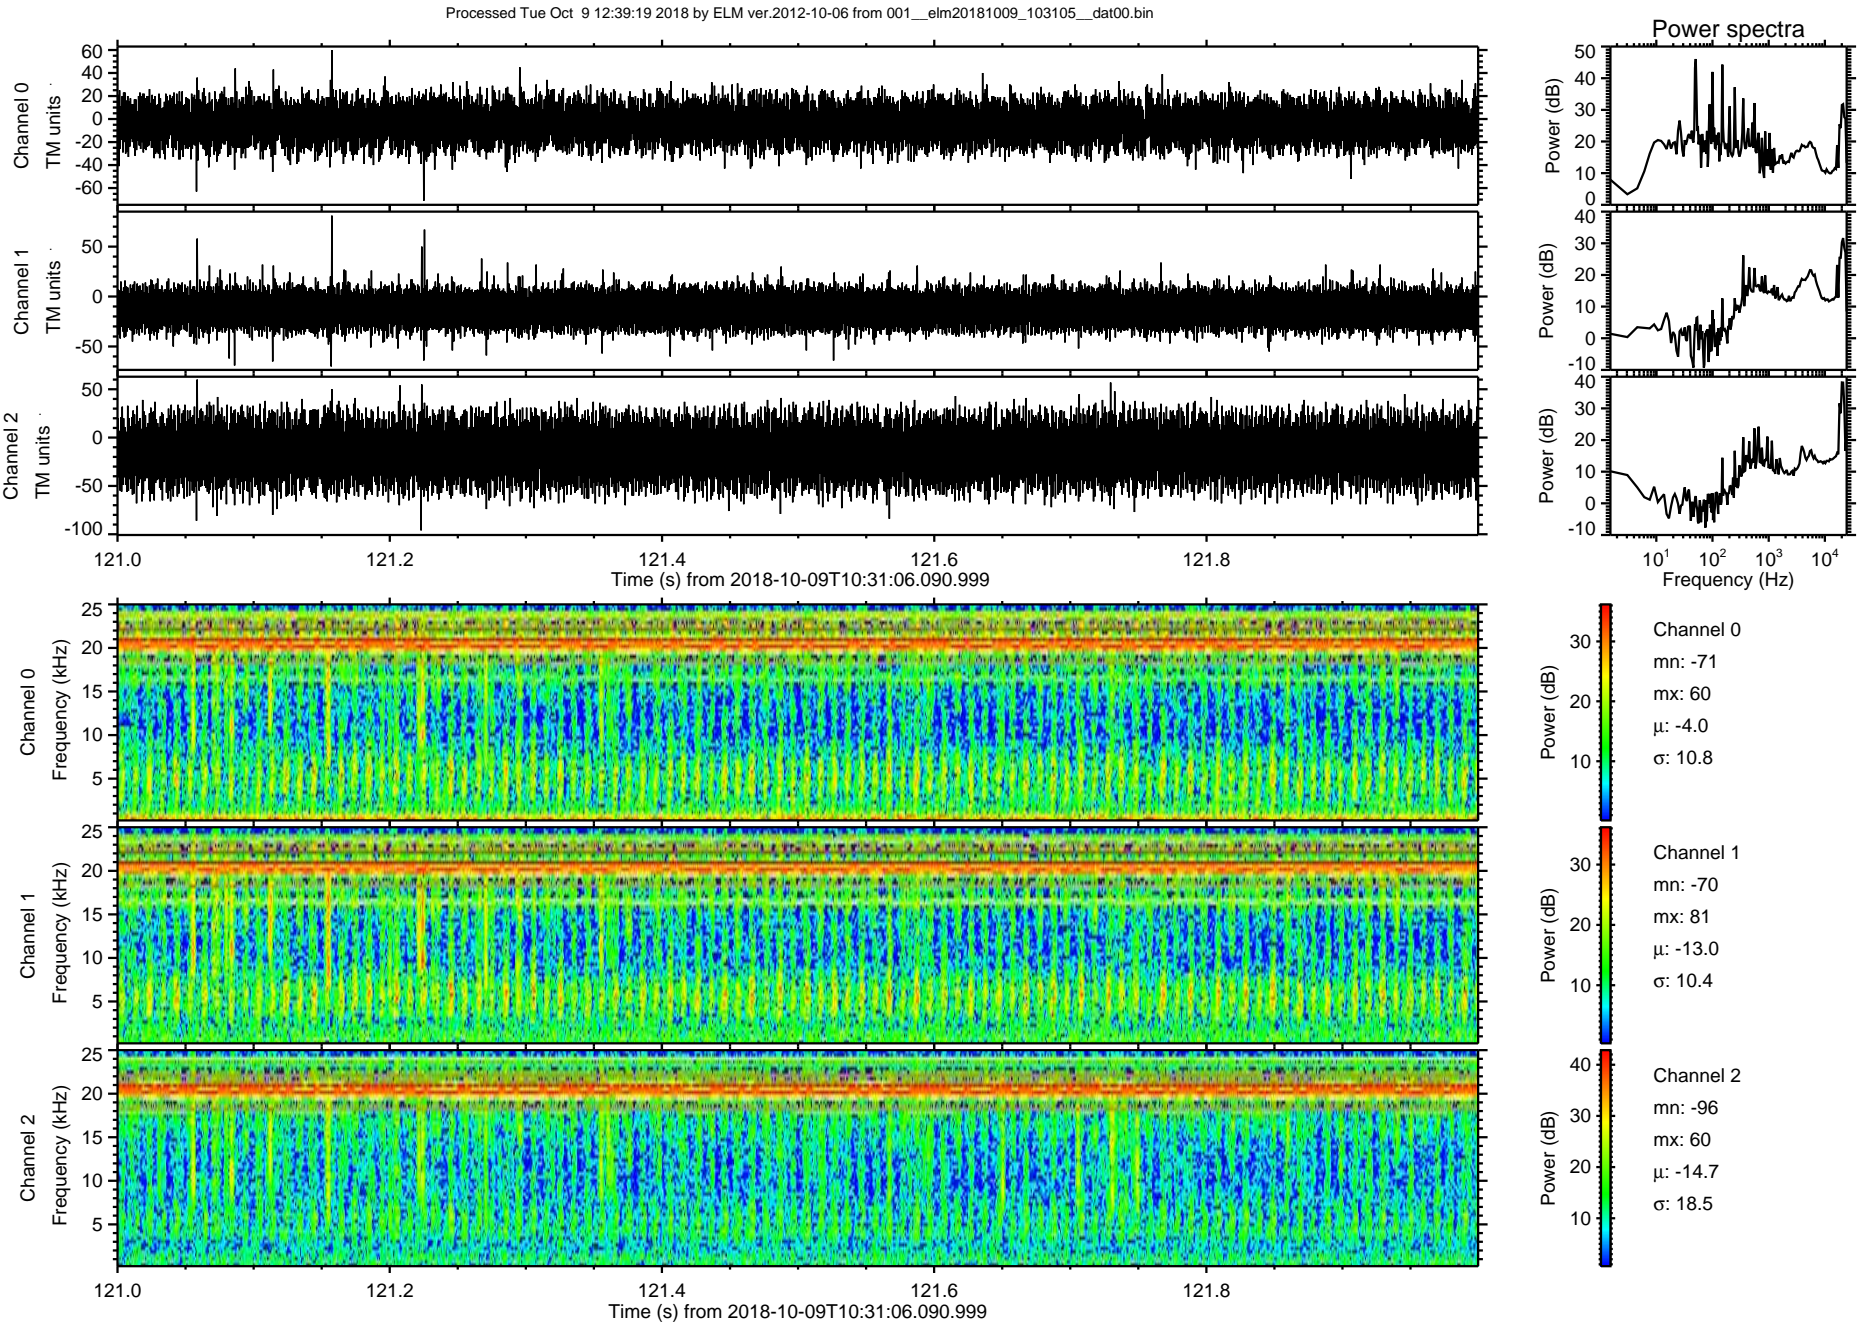 Processed Tue Oct  9 12:39:19 2018 by ELM ver.2012-10-06 from 001__elm20181009_103105__dat00.bin
Power spectra
Channel 0
TM units
60
40
20
0
-20
-40
-60
Power (dB)
50
40
30
20
10
0
Channel 1
TM units
50
0
-50
Power (dB)
40
30
20
10
0
-10
Channel 2
TM units
50
0
-50
-100
Power (dB)
40
30
20
10
0
-10
121.0
121.2
121.4
121.6
121.8
Time (s) from 2018-10-09T10:31:06.090.999
10^1
10^2
10^3
10^4
Frequency (Hz)
Channel 0
Frequency (kHz)
25
20
15
10
5
Power (dB)
30
20
10
Channel 0
mn: -71
mx: 60
μ: -4.0
σ: 10.8
Channel 1
Frequency (kHz)
25
20
15
10
5
Power (dB)
30
20
10
Channel 1
mn: -70
mx: 81
μ: -13.0
σ: 10.4
Channel 2
Frequency (kHz)
25
20
15
10
5
Power (dB)
40
30
20
10
Channel 2
mn: -96
mx: 60
μ: -14.7
σ: 18.5
121.0
121.2
121.4
121.6
121.8
Time (s) from 2018-10-09T10:31:06.090.999